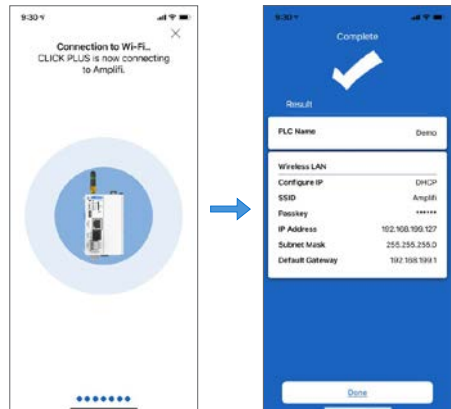 9:30
Connection to Wi-Fi...
CLICK PLUS is now connecting
to Amplifi.
9:30
Complete
Result
PLC Name Demo
Wireless LAN
Configure IP DHCP
SSID Amplifi
Passkey ••••••
IP Address 192.168.199.127
Subnet Mask 255.255.255.0
Default Gateway 192.168.199.1
Done